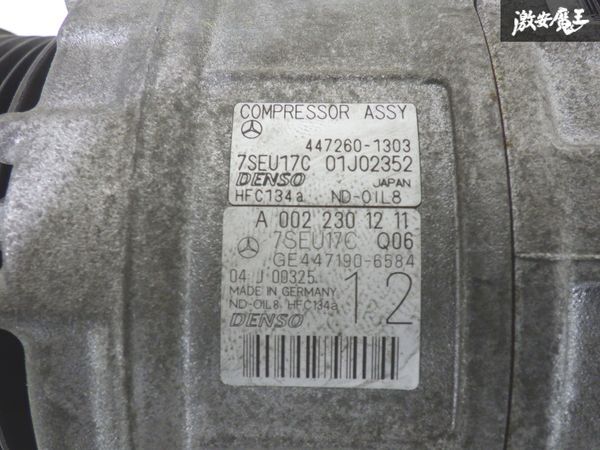 激安魔王
COMPRESSOR ASSY
447260-1303
7SEU17C 01J02352
DENSO JAPAN
HFC134a ND-OIL8
A 002 230 12 11
7SEU17C Q06
GE447190-6584
04 J 00325
MADE IN GERMANY
ND-OIL8 HFC134a
12
DENSO